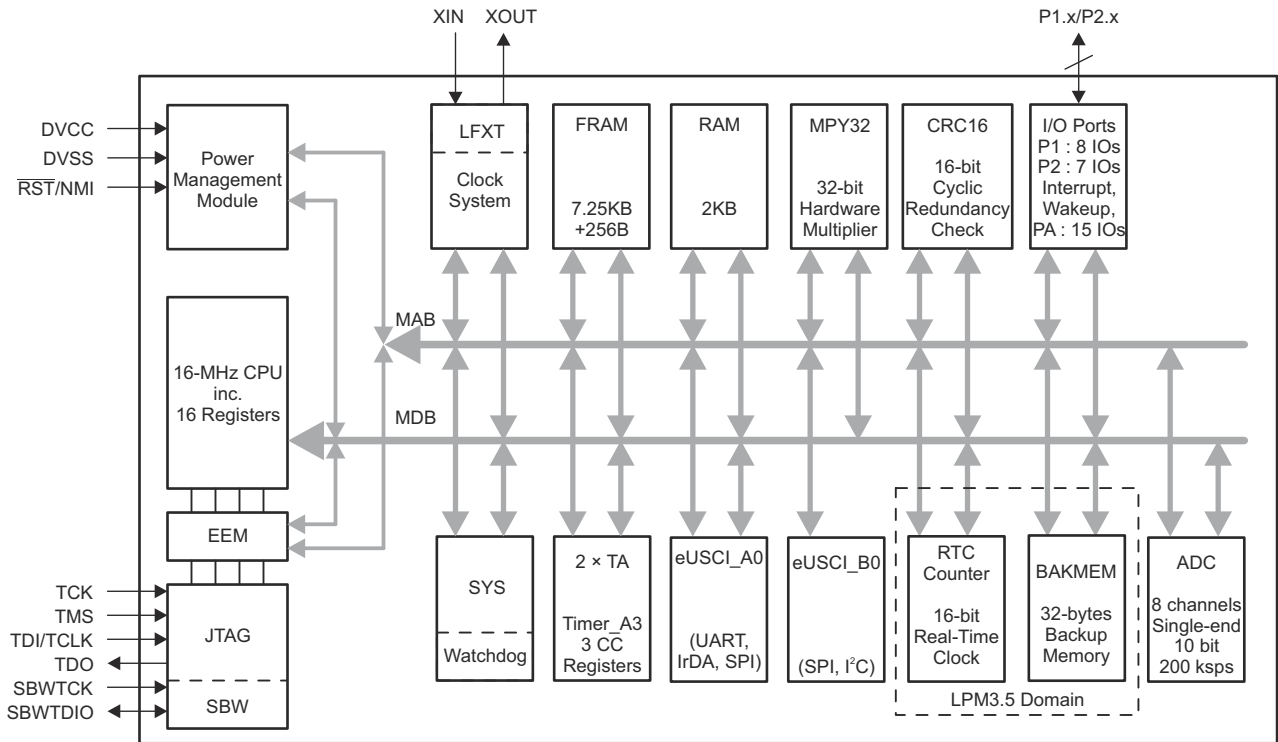 XIN XOUT P1.x/P2.x
DVCC
DVSS
RST/NMI
Power
Management
Module
LFXT
Clock
System
FRAM
7.25KB
+256B
RAM
2KB
MPY32
32-bit
Hardware
Multiplier
CRC16
16-bit
Cyclic
Redundancy
Check
I/O Ports
P1 : 8 IOs
P2 : 7 IOs
Interrupt,
Wakeup,
PA : 15 IOs
MAB
16-MHz CPU
inc.
16 Registers
MDB
EEM
TCK
TMS
TDI/TCLK
TDO
SBWTCK
SBWTDIO
JTAG
SBW
SYS
Watchdog
2 × TA
Timer_A3
3 CC
Registers
eUSCI_A0
(UART,
IrDA, SPI)
eUSCI_B0
(SPI, I²C)
RTC
Counter
16-bit
Real-Time
Clock
BAKMEM
32-bytes
Backup
Memory
LPM3.5 Domain
ADC
8 channels
Single-end
10 bit
200 ksps